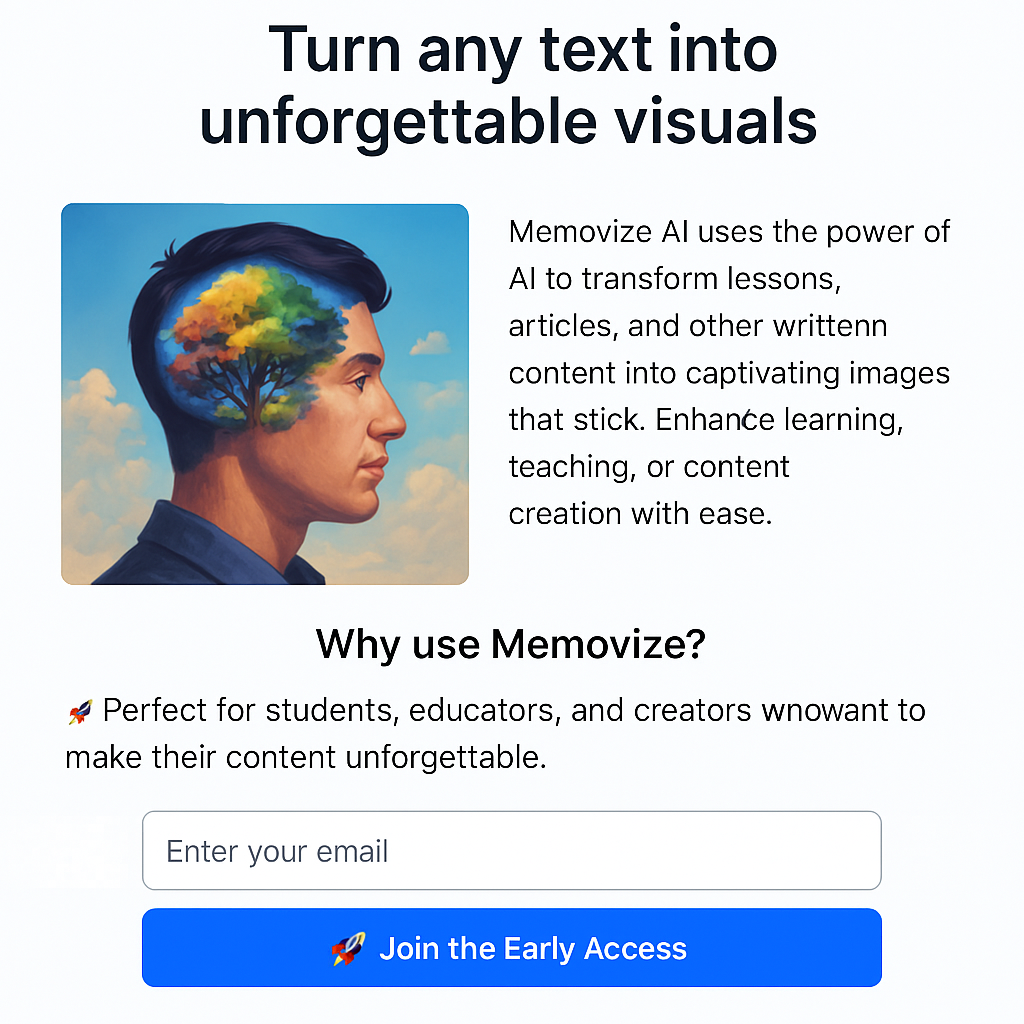 Turn any text into
unforgettable visuals
Memovize AI uses the power of
AI to transform lessons,
articles, and other writtenn
content into captivating images
that stick. Enhance learning,
teaching, or content
creation with ease.
Why use Memovize?
🚀 Perfect for students, educators, and creators wnowant to
make their content unforgettable.
Enter your email
🚀 Join the Early Access